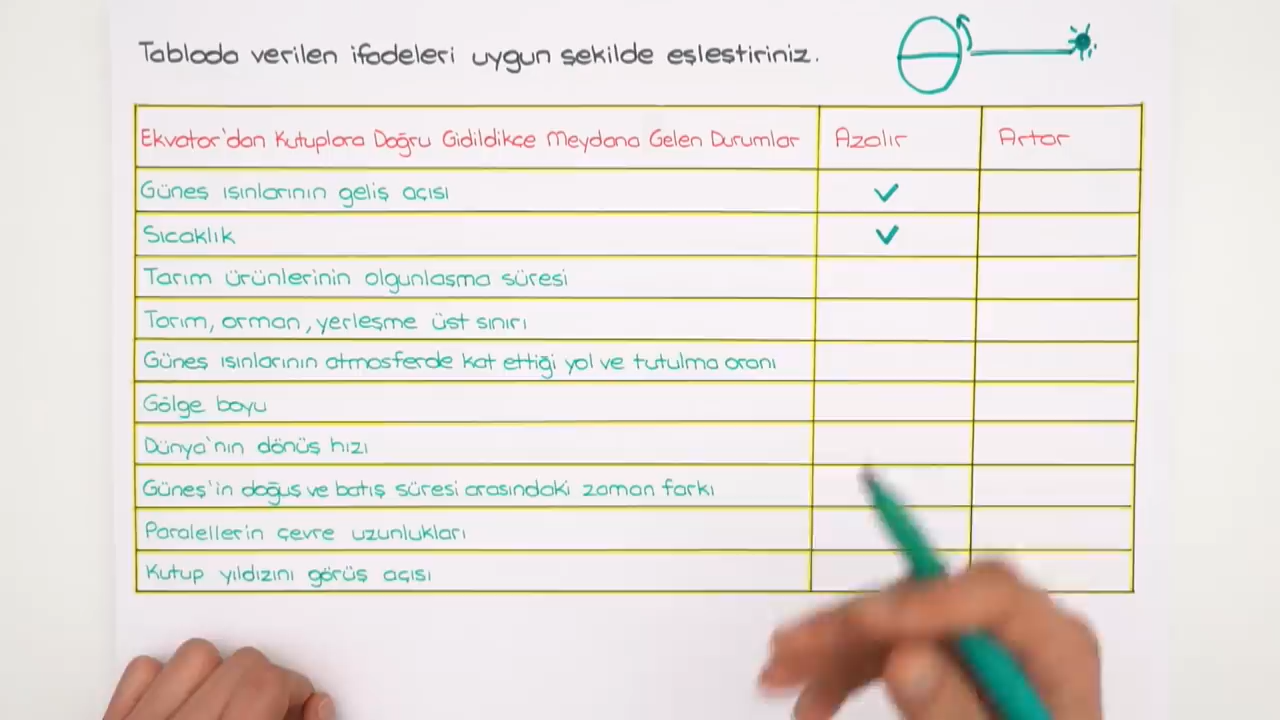 Tabloda verilen ifadeleri uygun şekilde eşleştiriniz.
Ekvator'dan Kutuplara Doğru Gidildikçe Meydana Gelen Durumlar Azalır Artar
Güneş ışınlarının geliş açısı ✓
Sıcaklık ✓
Tarım ürünlerinin olgunlaşma süresi
Tarım, orman, yerleşme üst sınırı
Güneş ışınlarının atmosferde kat ettiği yol ve tutulma oranı
Gölge boyu
Dünya'nın dönüş hızı
Güneş'in doğuş ve batış süresi arasındaki zaman farkı
Paralellerin çevre uzunlukları
Kutup yıldızını görüş açısı